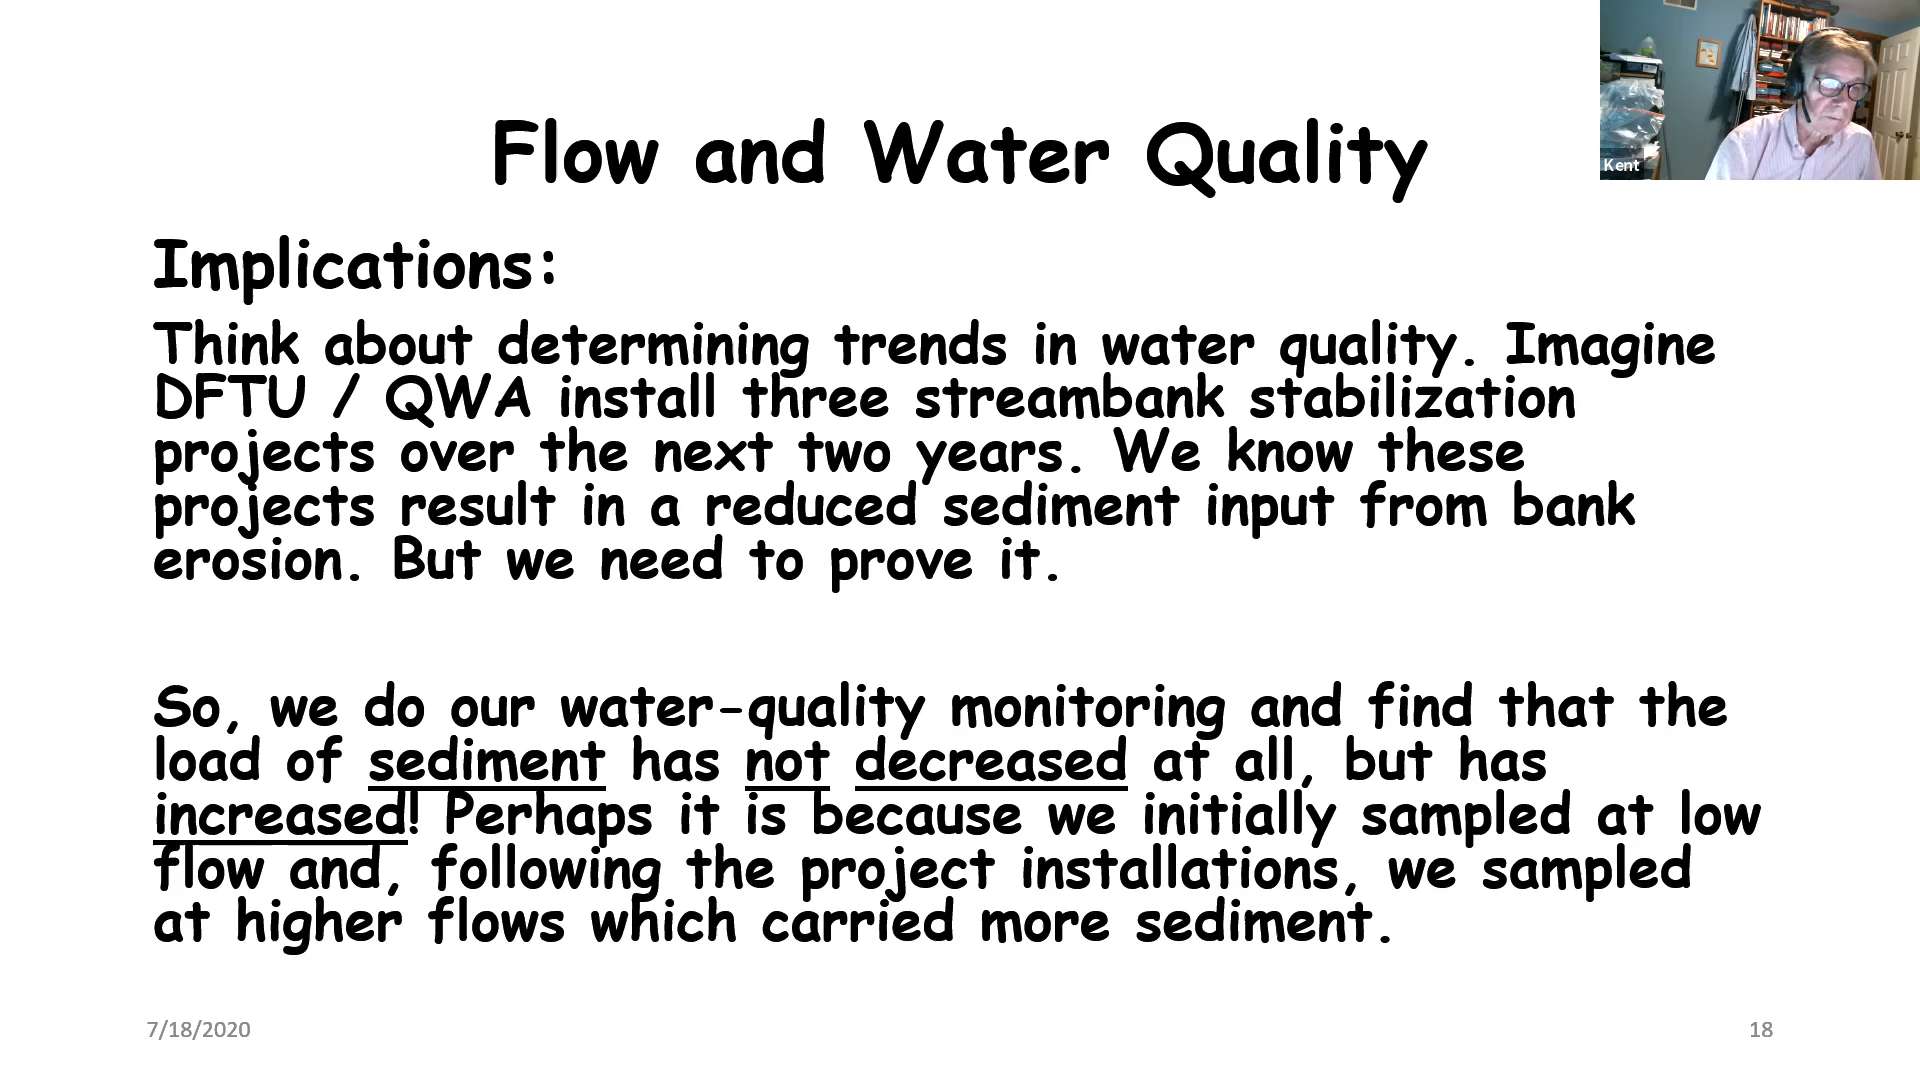 Flow and Water Quality
Kent
Implications:
Think about determining trends in water quality. Imagine
DFTU / QWA install three streambank stabilization
projects over the next two years. We know these
projects result in a reduced sediment input from bank
erosion. But we need to prove it.
So, we do our water-quality monitoring and find that the
load of sediment has not decreased at all, but has
increased! Perhaps it is because we initially sampled at low
flow and, following the project installations, we sampled
at higher flows which carried more sediment.
7/18/2020
18